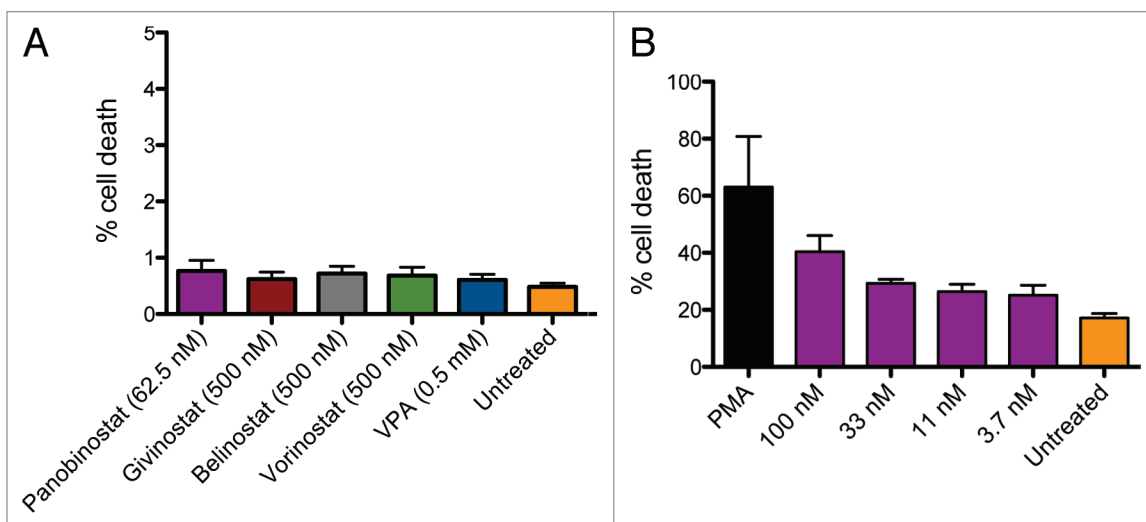 A
% cell death
5
4
3
2
1
0
Panobinostat (62.5 nM)
Givinostat (500 nM)
Belinostat (500 nM)
Vorinostat (500 nM)
VPA (0.5 mM)
Untreated
B
% cell death
100
80
60
40
20
0
PMA
100 nM
33 nM
11 nM
3.7 nM
Untreated